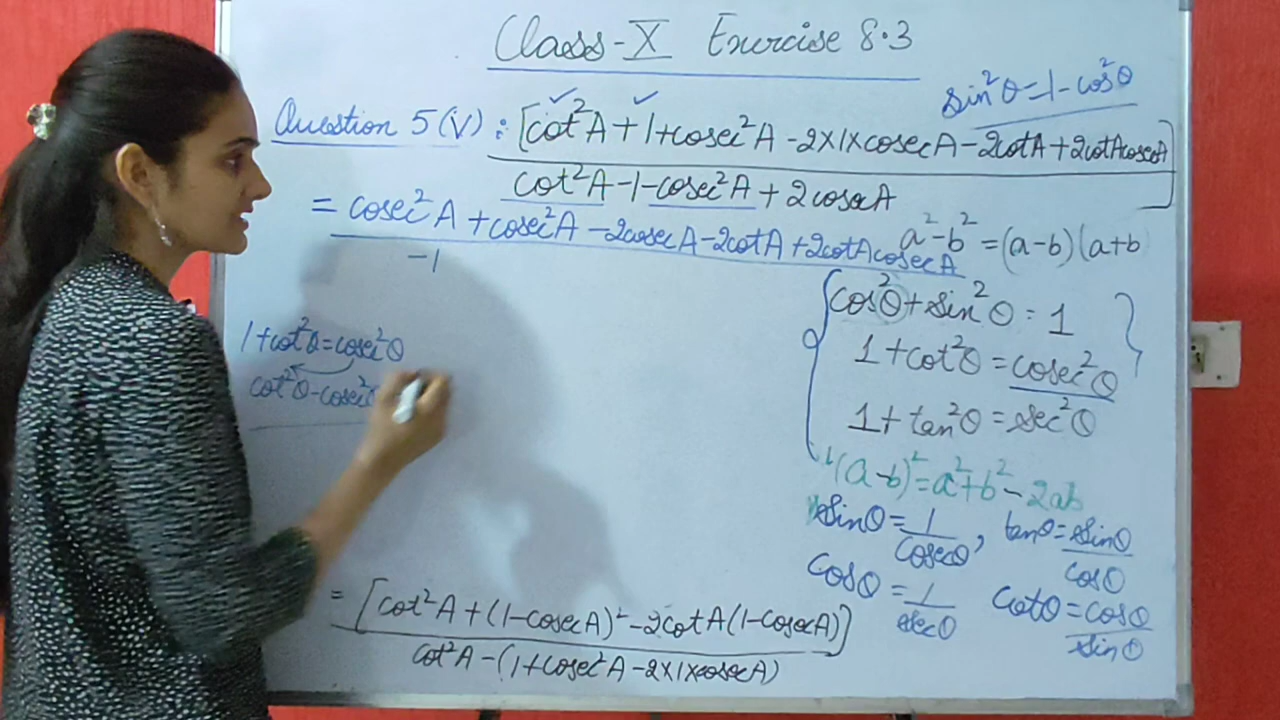 Class-X Exercise 8.3
sin²θ=1-cos²θ
Question 5(V): [cot²A+1+cosec²A-2×1×cosecA-2cotA+2cotAcosecA]
cot²A-1-cosec²A+2cosecA
= cosec²A+cosec²A-2cosecA-2cotA+2cotAcosecA
-1
a²-b²=(a-b)(a+b
cos²θ+sin²θ=1
1+cot²θ=cosec²θ
1+tan²θ=sec²θ
1+cot²θ=cosec²θ
cot²θ-cosec²
(a-b)²=a²+b²-2ab
sinθ=1/cosecθ, tanθ=sinθ/cosθ
cosθ=1/secθ cotθ=cosθ/sinθ
= [cot²A+(1-cosecA)²-2cotA(1-cosecA)]
cot²A-(1+cosec²A-2×1×cosecA)